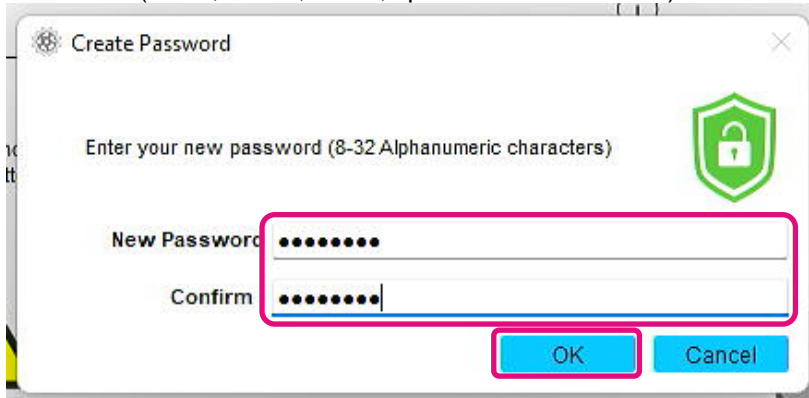 Create Password
Enter your new password (8-32 Alphanumeric characters)
New Password ••••••••
Confirm ••••••••
OK Cancel